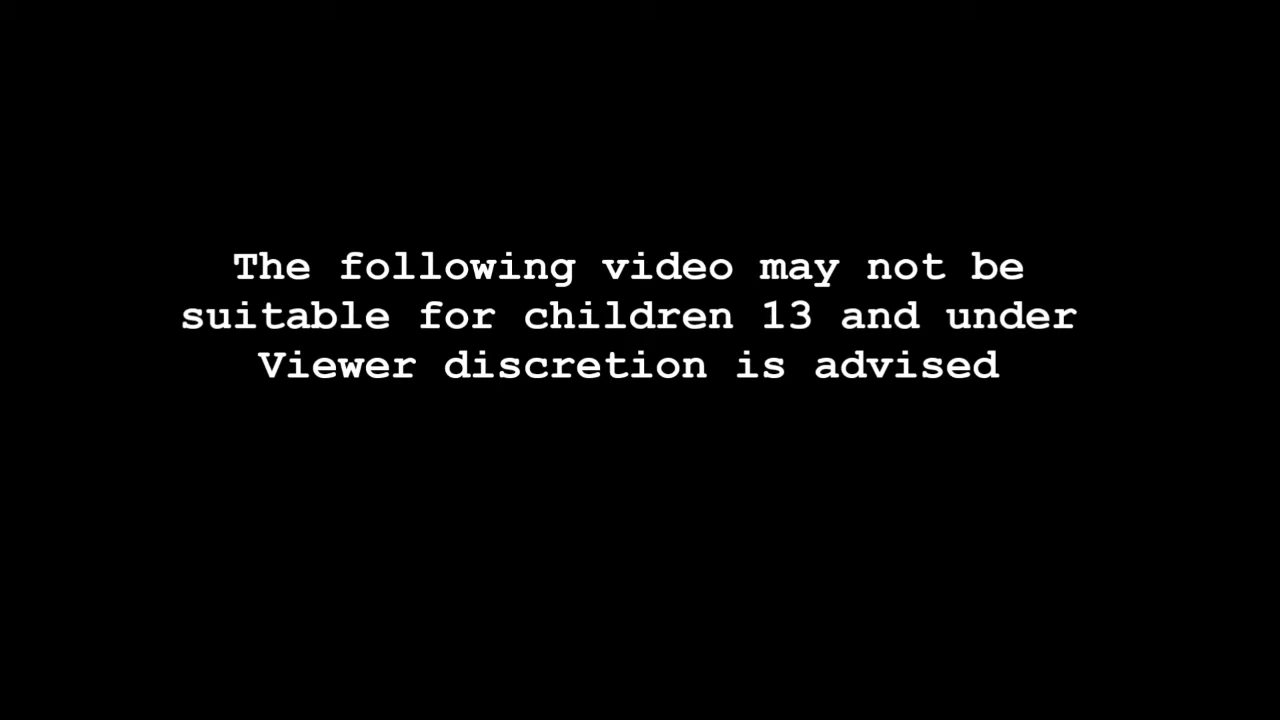 The following video may not be
suitable for children 13 and under
Viewer discretion is advised